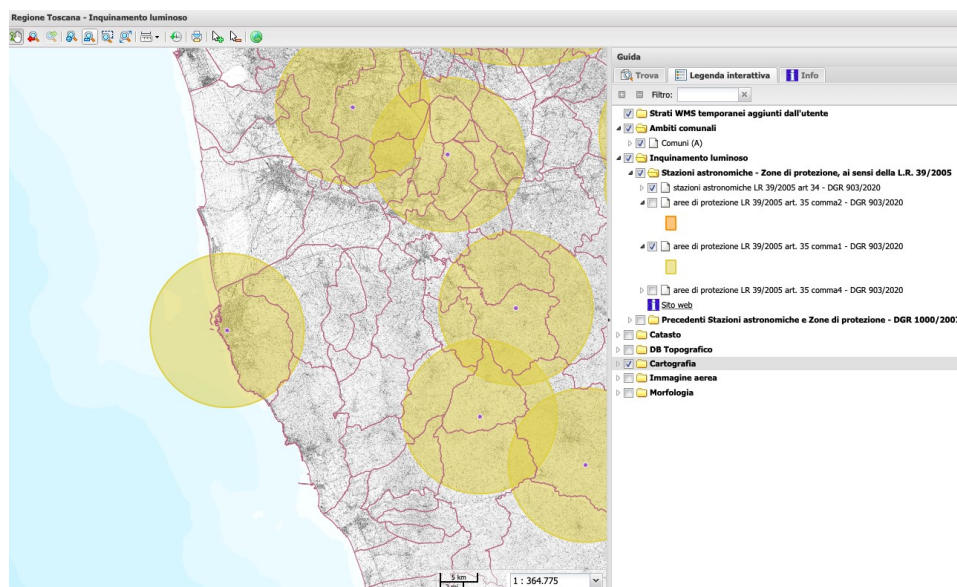 Regione Toscana - Inquinamento luminoso
Guida
Trova
Legenda interattiva
Info
Filtro:
Strati WMS temporanei aggiunti dall'utente
Ambiti comunali
Comuni (A)
Inquinamento luminoso
Stazioni astronomiche - Zone di protezione, ai sensi della L.R. 39/2005
stazioni astronomiche LR 39/2005 art 34 - DGR 903/2020
aree di protezione LR 39/2005 art. 35 comma2 - DGR 903/2020
aree di protezione LR 39/2005 art. 35 comma1 - DGR 903/2020
aree di protezione LR 39/2005 art. 35 comma4 - DGR 903/2020
Sito web
Precedenti Stazioni astronomiche e Zone di protezione - DGR 1000/2007
Catasto
DB Topografico
Cartografia
Immagine aerea
Morfologia
5 km
1 : 364.775